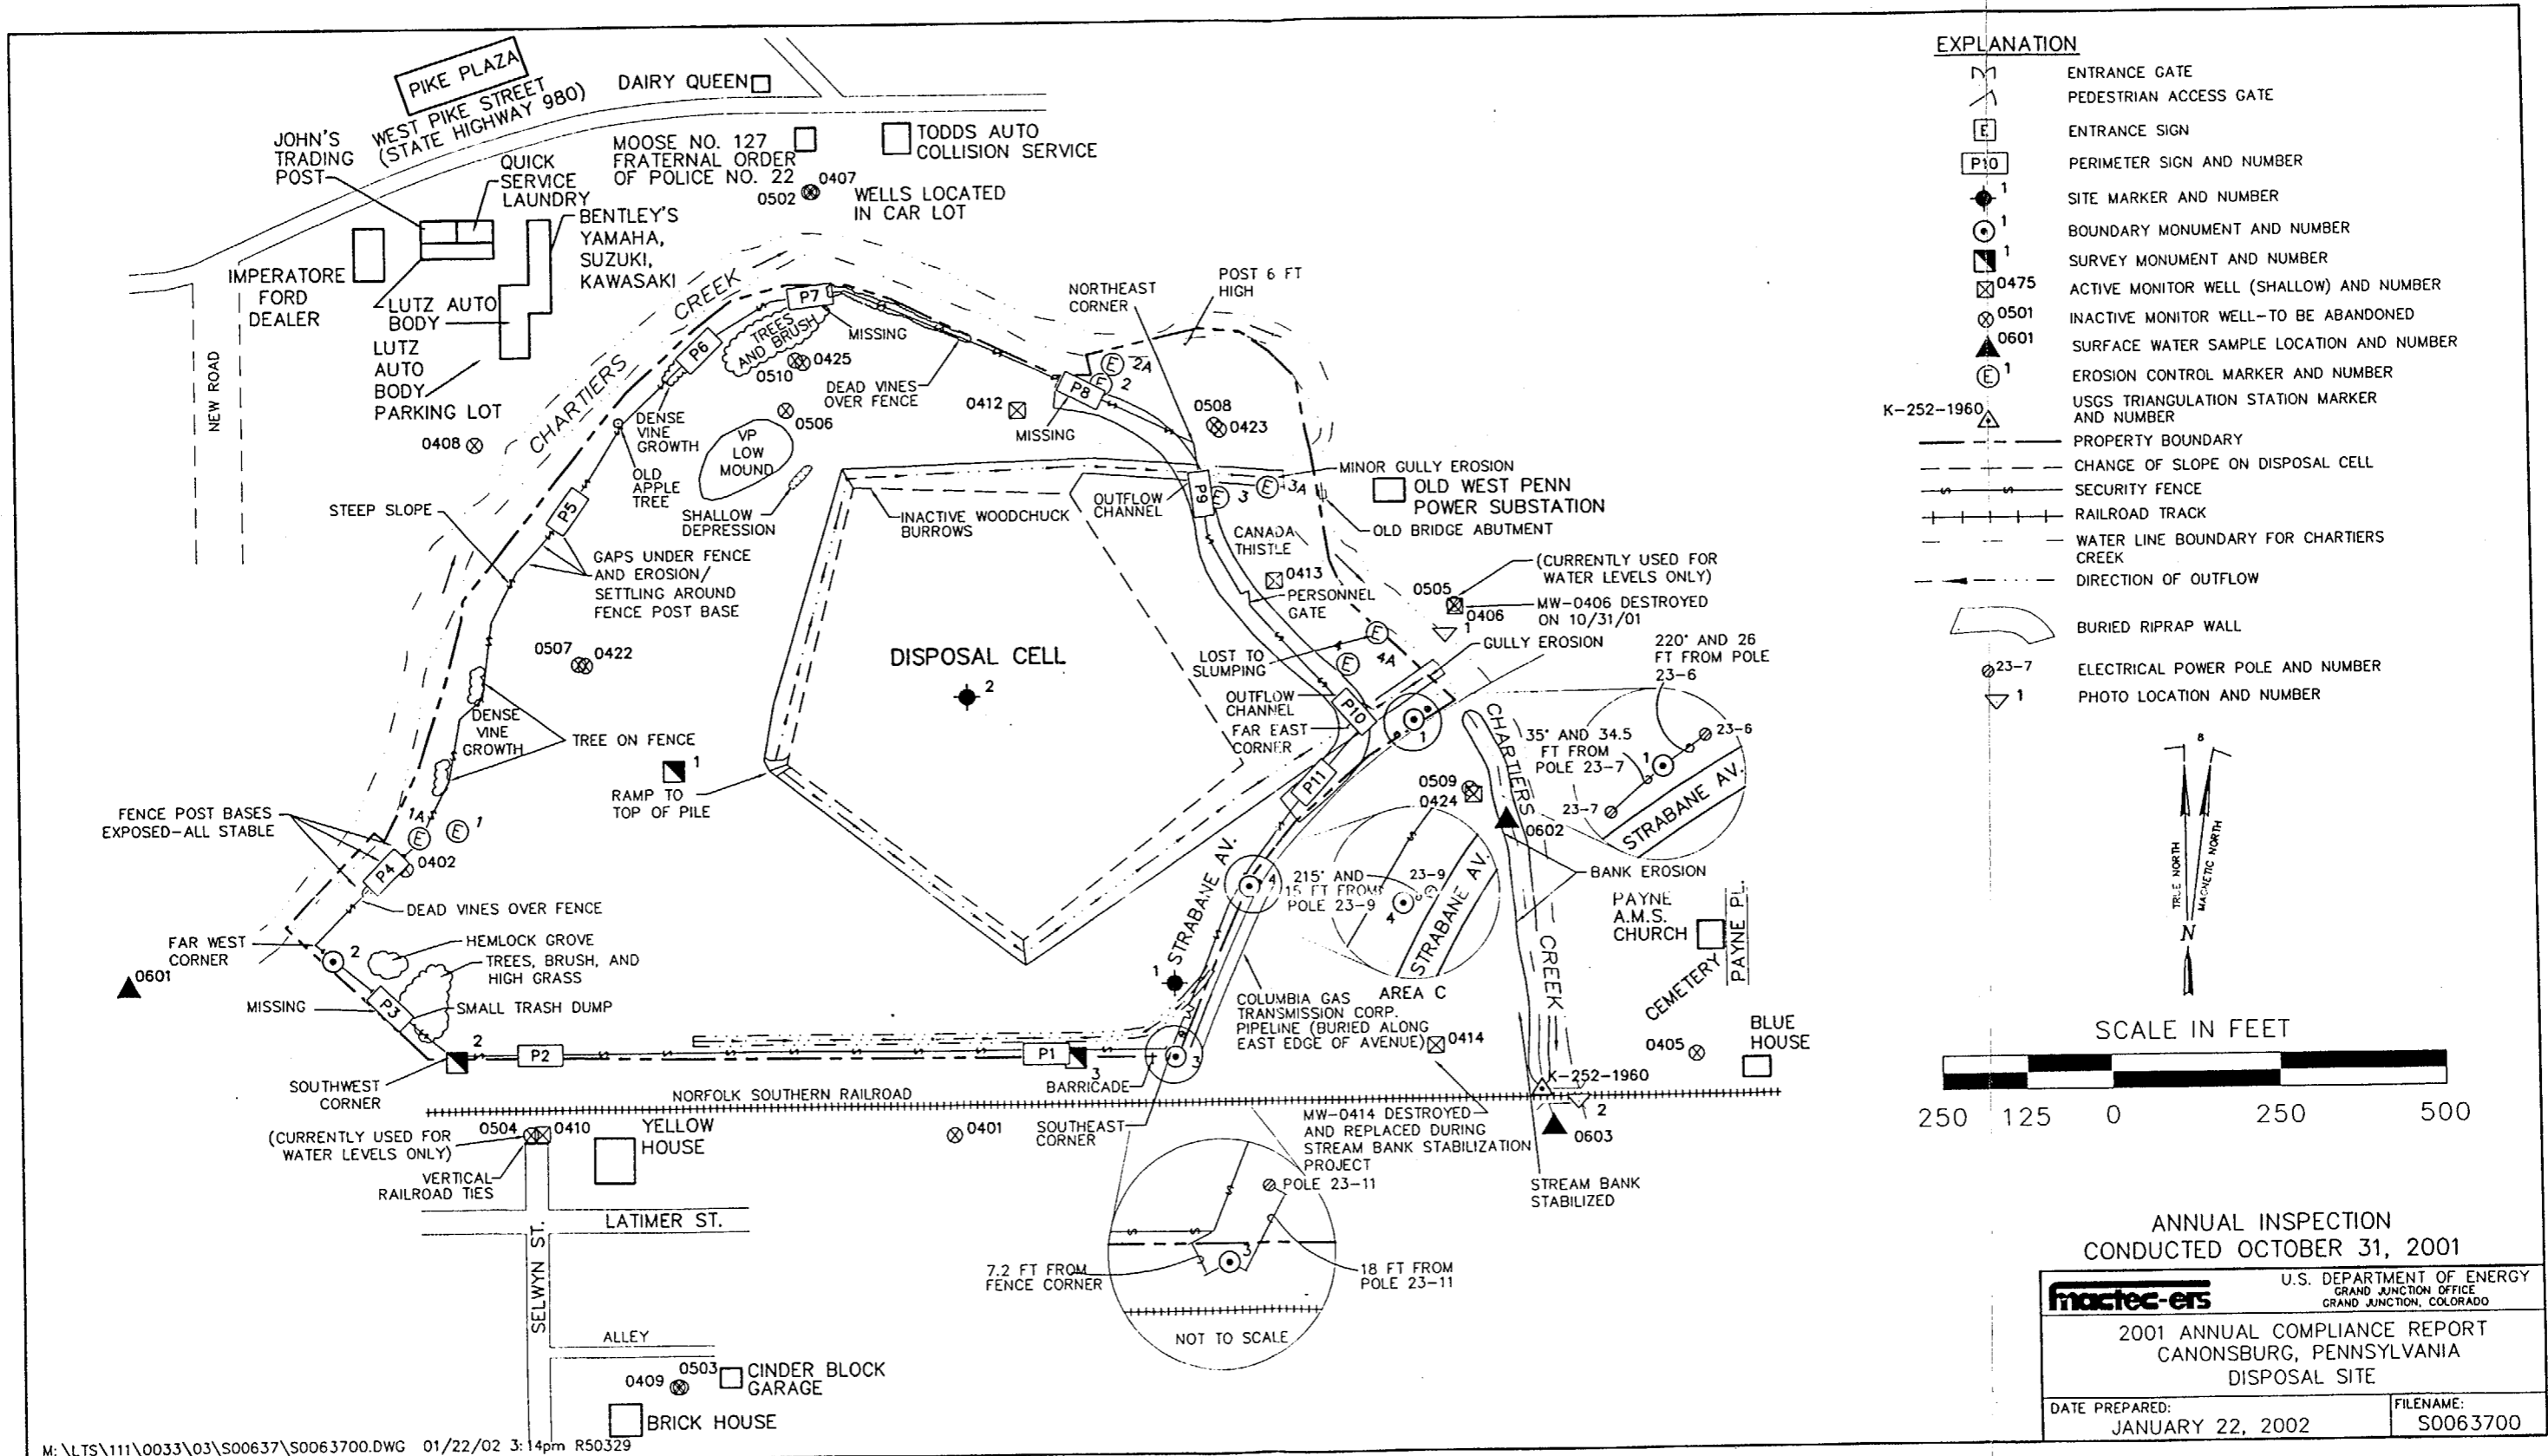 PIKE PLAZA
WEST PIKE STREET
(STATE HIGHWAY 980)
DAIRY QUEEN
JOHN'S
TRADING
POST
QUICK
SERVICE
LAUNDRY
MOOSE NO. 127
FRATERNAL ORDER
OF POLICE NO. 22
TODDS AUTO
COLLISION SERVICE
0407
0502
WELLS LOCATED
IN CAR LOT
BENTLEY'S
YAMAHA,
SUZUKI,
KAWASAKI
IMPERATORE
FORD
DEALER
LUTZ AUTO
BODY
LUTZ
AUTO
BODY
PARKING LOT
NEW ROAD
0408
CHARTIERS CREEK
P7
P6
TREES
AND BRUSH
MISSING
0425
0510
DEAD VINES
OVER FENCE
NORTHEAST
CORNER
POST 6 FT
HIGH
E 2A
E 2
P8
MISSING
0412
0508
0423
0506
DENSE
VINE
GROWTH
VP
LOW
MOUND
OLD
APPLE
TREE
SHALLOW
DEPRESSION
STEEP SLOPE
P5
GAPS UNDER FENCE
AND EROSION/
SETTLING AROUND
FENCE POST BASE
INACTIVE WOODCHUCK
BURROWS
OUTFLOW
CHANNEL
P9
E 3
E 3A
MINOR GULLY EROSION
OLD WEST PENN
POWER SUBSTATION
OLD BRIDGE ABUTMENT
CANADA
THISTLE
0413
PERSONNEL
GATE
(CURRENTLY USED FOR
WATER LEVELS ONLY)
0505
0406
MW-0406 DESTROYED
ON 10/31/01
1
GULLY EROSION
220° AND 26
FT FROM POLE
23-6
0507
0422
DISPOSAL CELL
2
LOST TO
SLUMPING
4
E
E
4A
OUTFLOW
CHANNEL
P10
FAR EAST
CORNER
1
CHARTIERS
35° AND 34.5
FT FROM
POLE 23-7
23-6
1
23-7
STRABANE AV.
DENSE
VINE
GROWTH
TREE ON FENCE
1
RAMP TO
TOP OF PILE
P11
0509
0424
0602
FENCE POST BASES
EXPOSED-ALL STABLE
1A
E
E 1
0402
P4
DEAD VINES OVER FENCE
STRABANE AV.
4
215° AND
15 FT FROM
POLE 23-9
23-9
4
STRABANE AV.
AREA C
BANK EROSION
PAYNE
A.M.S.
CHURCH
PAYNE PL.
CEMETERY
CREEK
FAR WEST
CORNER
2
HEMLOCK GROVE
TREES, BRUSH, AND
HIGH GRASS
0601
MISSING
P3
SMALL TRASH DUMP
1
COLUMBIA GAS
TRANSMISSION CORP.
PIPELINE (BURIED ALONG
EAST EDGE OF AVENUE)
0414
0405
BLUE
HOUSE
2
P2
P1
3
3
SOUTHWEST
CORNER
BARRICADE
K-252-1960
NORFOLK SOUTHERN RAILROAD
2
0603
(CURRENTLY USED FOR
WATER LEVELS ONLY)
0504
0410
YELLOW
HOUSE
0401
SOUTHEAST
CORNER
MW-0414 DESTROYED
AND REPLACED DURING
STREAM BANK STABILIZATION
PROJECT
VERTICAL
RAILROAD TIES
POLE 23-11
STREAM BANK
STABILIZED
LATIMER ST.
SELWYN ST.
3
7.2 FT FROM
FENCE CORNER
18 FT FROM
POLE 23-11
NOT TO SCALE
ALLEY
0503
0409
CINDER BLOCK
GARAGE
BRICK HOUSE
M:\LTS\111\0033\03\S00637\S0063700.DWG 01/22/02 3:14pm R50329
EXPLANATION
ENTRANCE GATE
PEDESTRIAN ACCESS GATE
E ENTRANCE SIGN
P10 PERIMETER SIGN AND NUMBER
1 SITE MARKER AND NUMBER
1 BOUNDARY MONUMENT AND NUMBER
1 SURVEY MONUMENT AND NUMBER
0475 ACTIVE MONITOR WELL (SHALLOW) AND NUMBER
0501 INACTIVE MONITOR WELL-TO BE ABANDONED
0601 SURFACE WATER SAMPLE LOCATION AND NUMBER
E 1 EROSION CONTROL MARKER AND NUMBER
K-252-1960 USGS TRIANGULATION STATION MARKER
AND NUMBER
PROPERTY BOUNDARY
CHANGE OF SLOPE ON DISPOSAL CELL
SECURITY FENCE
RAILROAD TRACK
WATER LINE BOUNDARY FOR CHARTIERS
CREEK
DIRECTION OF OUTFLOW
BURIED RIPRAP WALL
23-7 ELECTRICAL POWER POLE AND NUMBER
1 PHOTO LOCATION AND NUMBER
8
TRUE NORTH
MAGNETIC NORTH
N
SCALE IN FEET
250 125 0 250 500
ANNUAL INSPECTION
CONDUCTED OCTOBER 31, 2001
mactec-ers
U.S. DEPARTMENT OF ENERGY
GRAND JUNCTION OFFICE
GRAND JUNCTION, COLORADO
2001 ANNUAL COMPLIANCE REPORT
CANONSBURG, PENNSYLVANIA
DISPOSAL SITE
DATE PREPARED:
JANUARY 22, 2002
FILENAME:
S0063700